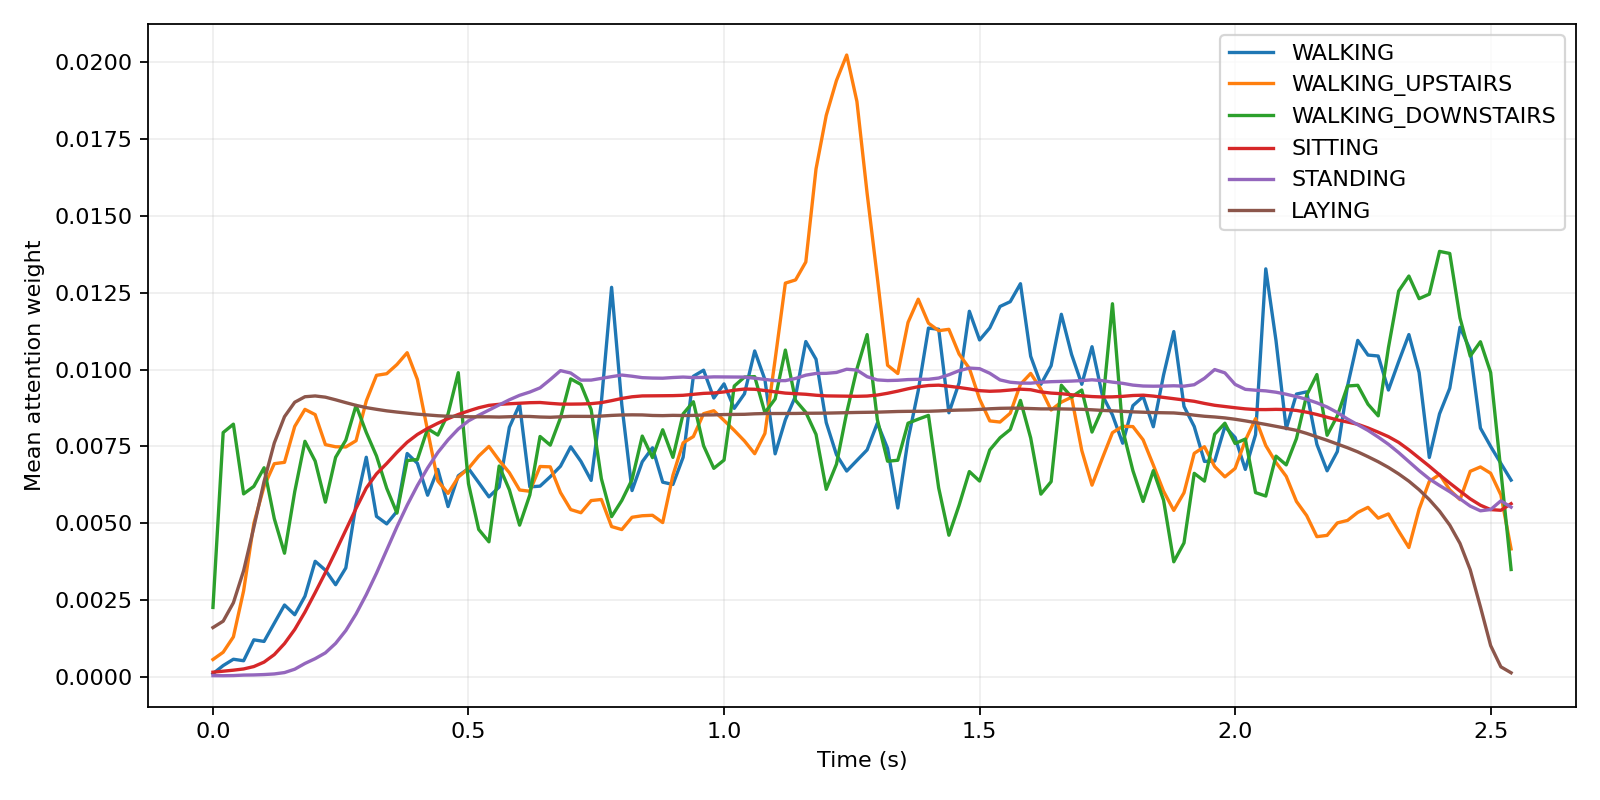 0.0200
0.0175
0.0150
0.0125
0.0100
0.0075
0.0050
0.0025
0.0000
Mean attention weight
WALKING
WALKING_UPSTAIRS
WALKING_DOWNSTAIRS
SITTING
STANDING
LAYING
0.0 0.5 1.0 1.5 2.0 2.5
Time (s)